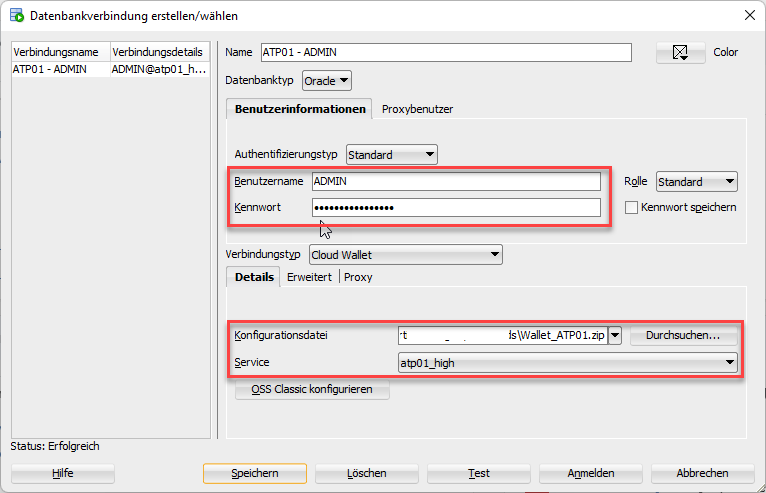 Datenbankverbindung erstellen/wählen
Verbindungsname Verbindungsdetails
ATP01 - ADMIN ADMIN@atp01_h...
Name ATP01 - ADMIN Color
Datenbanktyp Oracle
Benutzerinformationen Proxybenutzer
Authentifizierungstyp Standard
Benutzername ADMIN Rolle Standard
Kennwort •••••••••••••••• Kennwort speichern
Verbindungstyp Cloud Wallet
Details Erweitert Proxy
Konfigurationsdatei ds\Wallet_ATP01.zip Durchsuchen...
Service atp01_high
OSS Classic konfigurieren
Status: Erfolgreich
Hilfe Speichern Löschen Test Anmelden Abbrechen